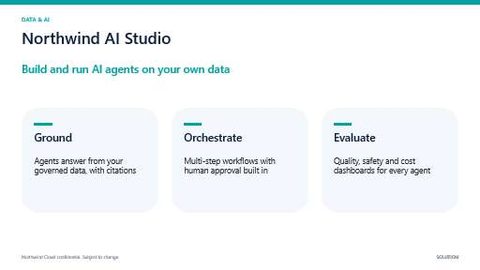 DATA & AI
Northwind AI Studio
Build and run AI agents on your own data
Ground
Agents answer from your
governed data, with citations
Orchestrate
Multi-step workflows with
human approval built in
Evaluate
Quality, safety and cost
dashboards for every agent
Northwind Cloud confidential. Subject to change.
SOLUTION